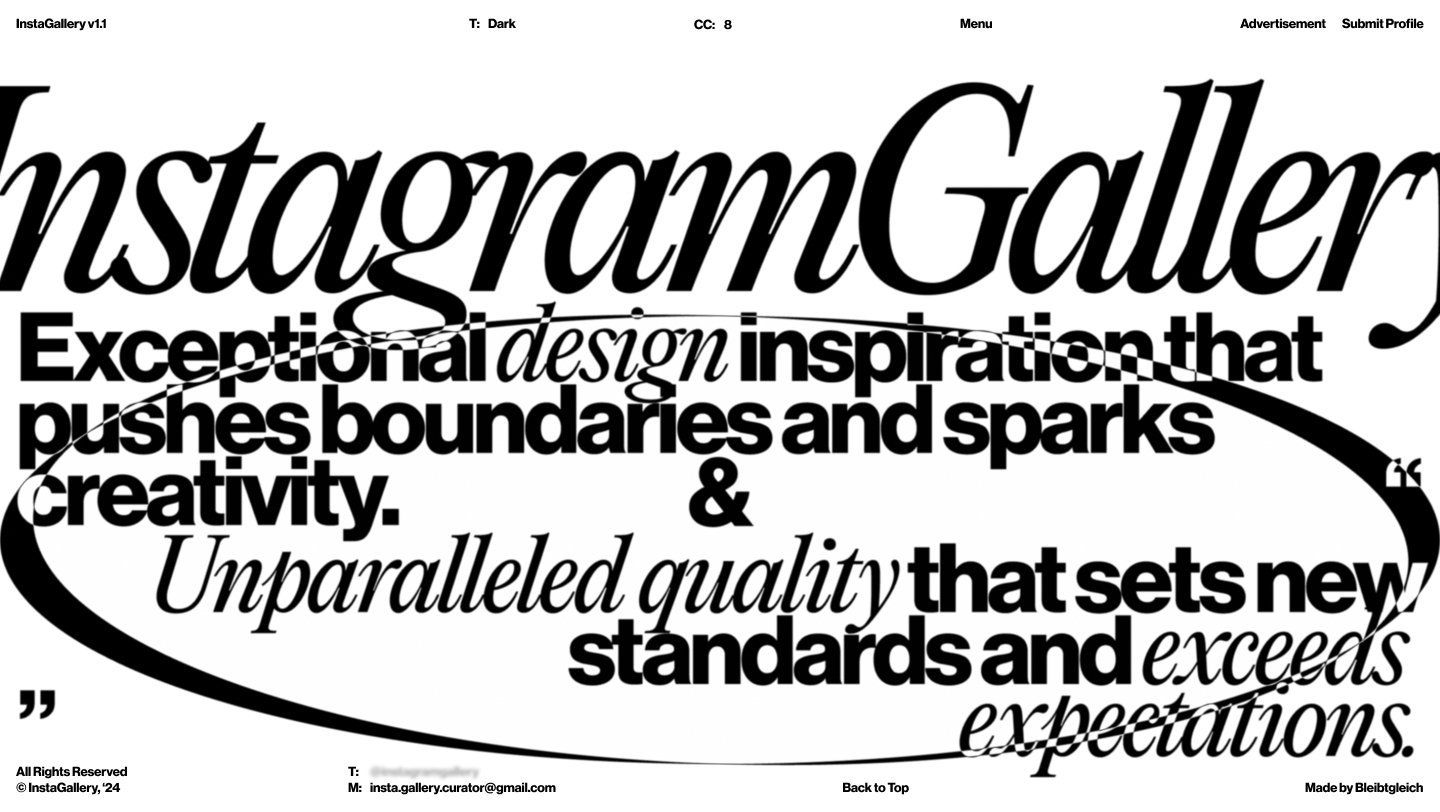 InstaGallery v1.1
T: Dark
CC: 8
Menu
Advertisement
Submit Profile
InstagramGallery
Exceptional design inspiration that
pushes boundaries and sparks
creativity.
&
“
Unparalleled quality that sets new
standards and exceeds
expectations.
”
All Rights Reserved
© InstaGallery, ‘24
T: @instagramgallery
M: insta.gallery.curator@gmail.com
Back to Top
Made by Bleibtgleich